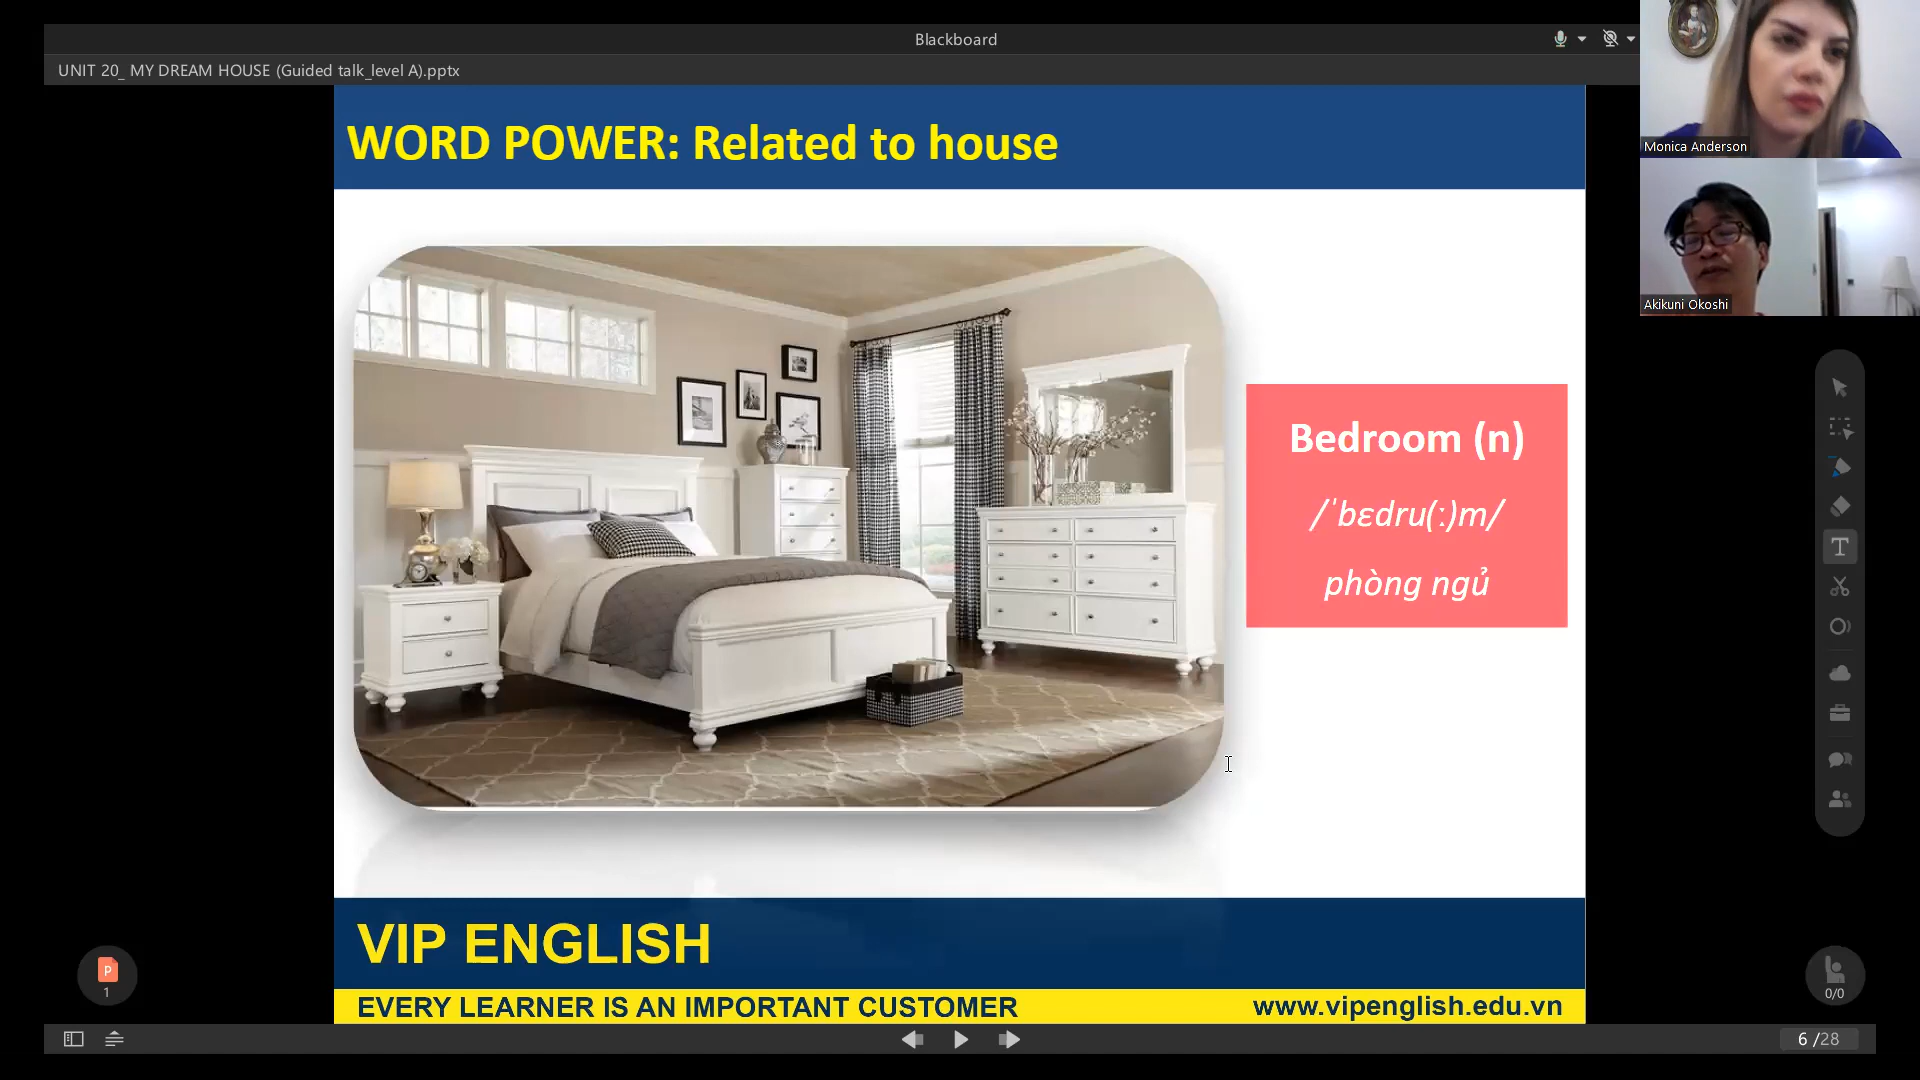 Blackboard
UNIT 20_ MY DREAM HOUSE (Guided talk_level A).pptx
Monica Anderson
Akikuni Okoshi
WORD POWER: Related to house
Bedroom (n)
/ˈbɛdru(ː)m/
phòng ngủ
VIP ENGLISH
EVERY LEARNER IS AN IMPORTANT CUSTOMER
www.vipenglish.edu.vn
P
1
T
0/0
6 /28